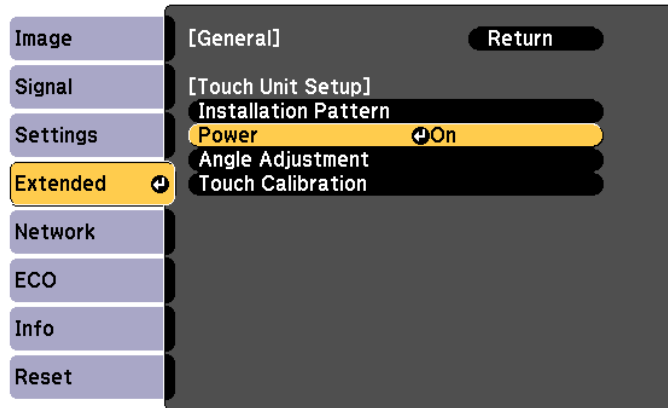 Image
Signal
Settings
Extended
Network
ECO
Info
Reset
[General] Return
[Touch Unit Setup]
Installation Pattern
Power On
Angle Adjustment
Touch Calibration